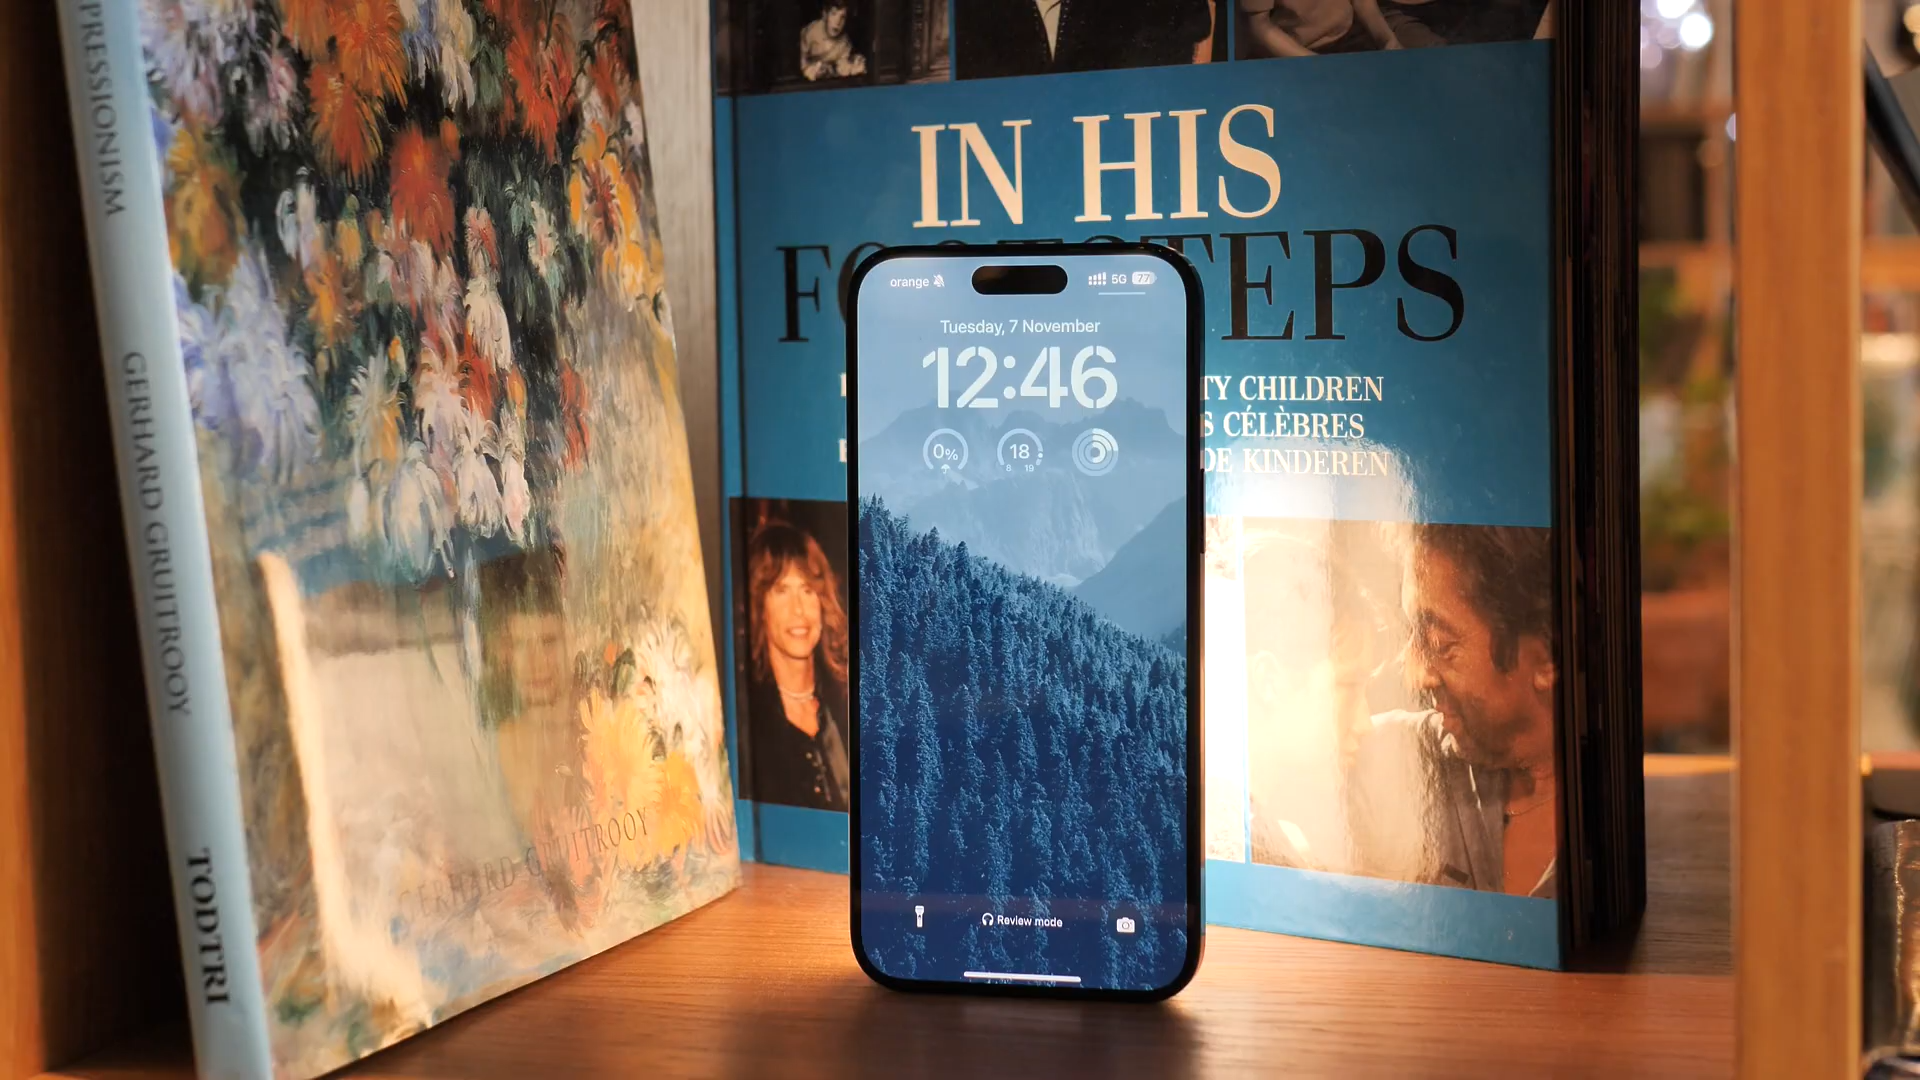 PRESSIONISM
GERHARD GRUITROOY
TODTRI
GERHARD GRUITROOY
IN HIS
F TEPS
TY CHILDREN
S CÉLÈBRES
DE KINDEREN
orange 5G 77
Tuesday, 7 November
12:46
0% 18
8 19
Review mode